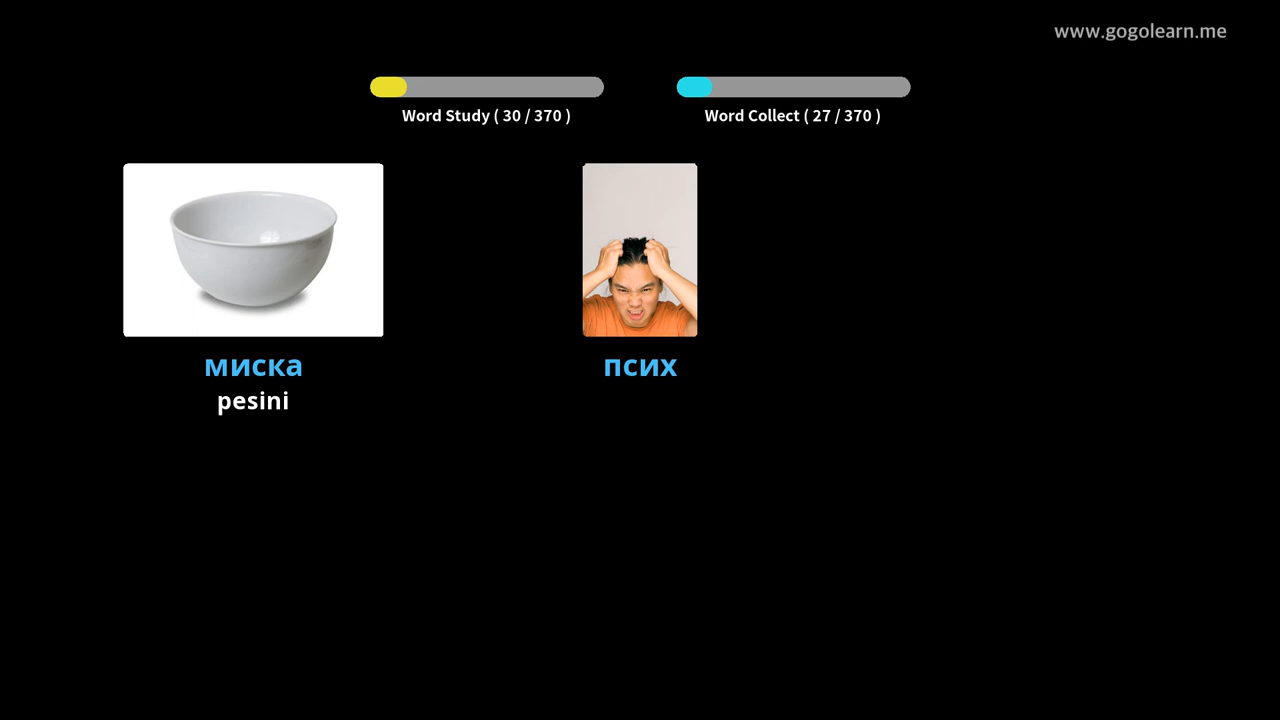 www.gogolearn.me
Word Study ( 30 / 370 )
Word Collect ( 27 / 370 )
миска
pesini
псих